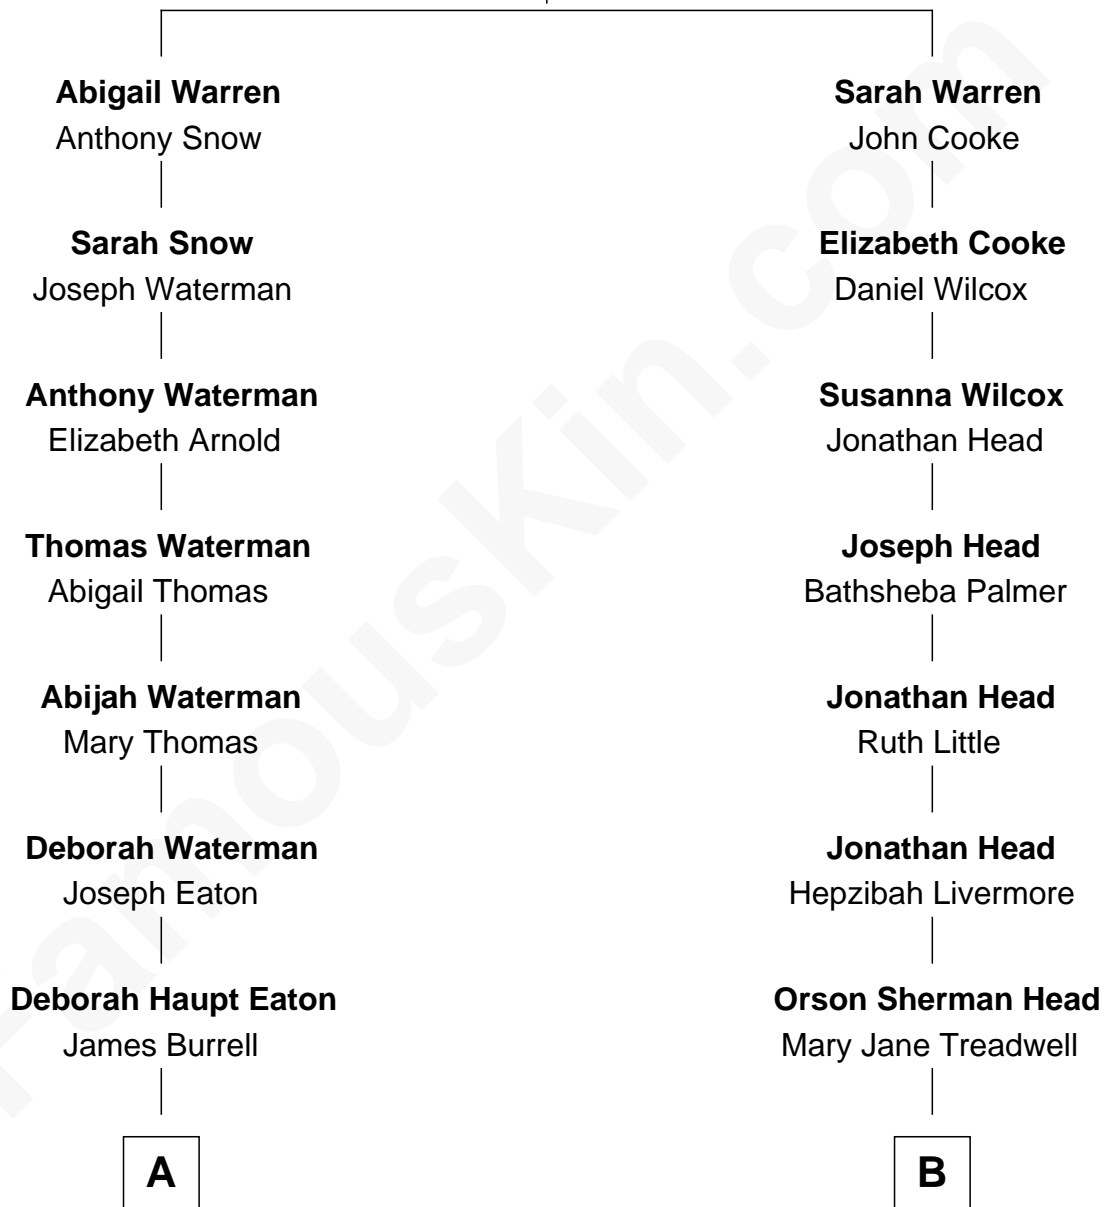 Abigail Warren
Anthony Snow
Sarah Snow
Joseph Waterman
Anthony Waterman
Elizabeth Arnold
Thomas Waterman
Abigail Thomas
Abijah Waterman
Mary Thomas
Deborah Waterman
Joseph Eaton
Deborah Haupt Eaton
James Burrell
A
Sarah Warren
John Cooke
Elizabeth Cooke
Daniel Wilcox
Susanna Wilcox
Jonathan Head
Joseph Head
Bathsheba Palmer
Jonathan Head
Ruth Little
Jonathan Head
Hepzibah Livermore
Orson Sherman Head
Mary Jane Treadwell
B
FamousKin.com